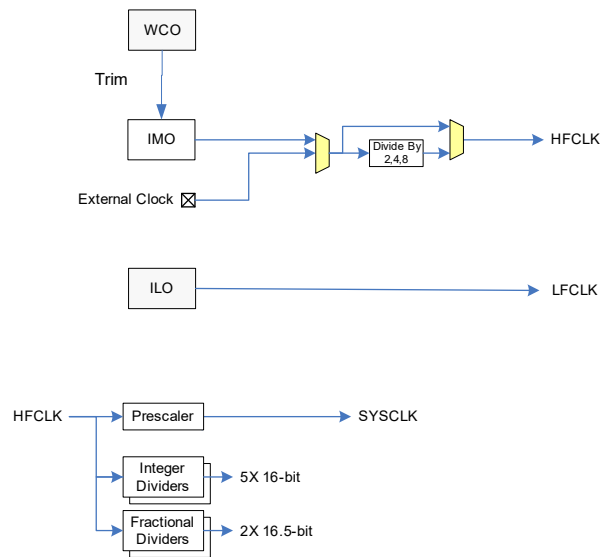 WCO
Trim
IMO
Divide By
2,4,8
HFCLK
External Clock
ILO
LFCLK
HFCLK
Prescaler
SYSCLK
Integer
Dividers
5X 16-bit
Fractional
Dividers
2X 16.5-bit